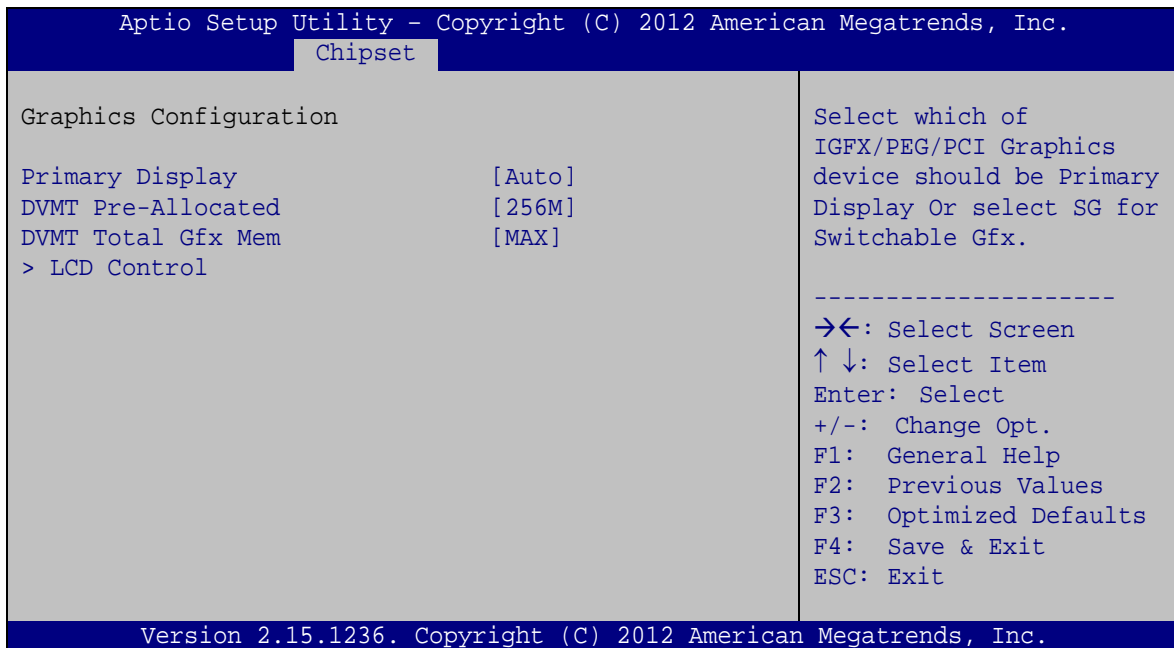 Aptio Setup Utility – Copyright (C) 2012 American Megatrends, Inc.
Chipset
Graphics Configuration
Primary Display [Auto]
DVMT Pre-Allocated [256M]
DVMT Total Gfx Mem [MAX]
> LCD Control
Select which of
IGFX/PEG/PCI Graphics
device should be Primary
Display Or select SG for
Switchable Gfx.
---------------------
→←: Select Screen
↑ ↓: Select Item
Enter: Select
+/-: Change Opt.
F1: General Help
F2: Previous Values
F3: Optimized Defaults
F4: Save & Exit
ESC: Exit
Version 2.15.1236. Copyright (C) 2012 American Megatrends, Inc.